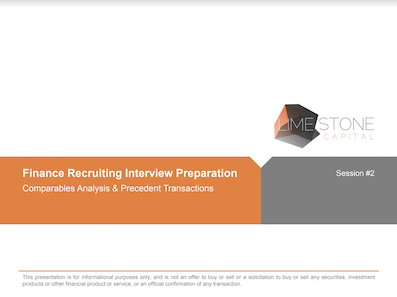 LIME STONE
CAPITAL
Finance Recruiting Interview Preparation
Session #2
Comparables Analysis & Precedent Transactions
This presentation is for informational purposes only, and is not an offer to buy or sell or a solicitation to buy or sell any securities, investment
products or other financial product or service, or an official confirmation of any transaction.